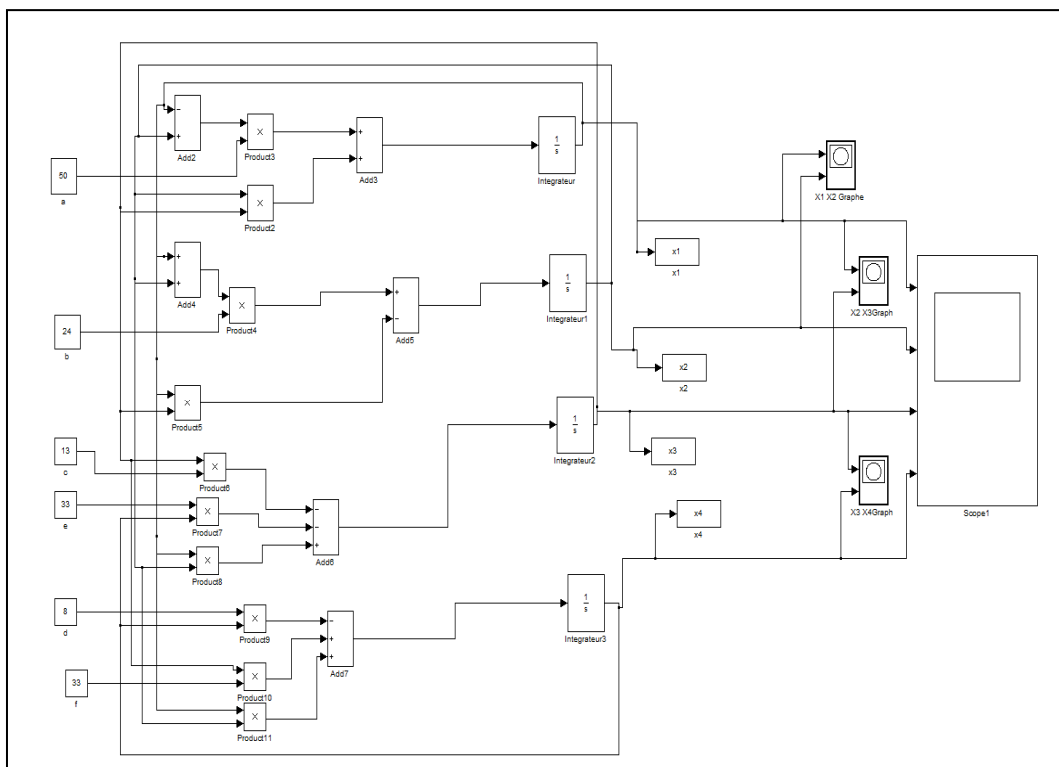 −
+
Add2
×
Product3
+
+
Add3
1
s
Integrateur
50
a
×
Product2
X1 X2 Graphe
x1
x1
+
+
Add4
×
Product4
+
−
Add5
1
s
Integrateur1
X2 X3Graph
24
b
x2
x2
×
Product5
1
s
Integrateur2
13
c
×
Product6
x3
x3
33
e
×
Product7
−
−
+
Add6
X3 X4Graph
Scope1
x4
x4
×
Product8
8
d
×
Product9
−
+
+
Add7
1
s
Integrateur3
33
f
×
Product10
×
Product11